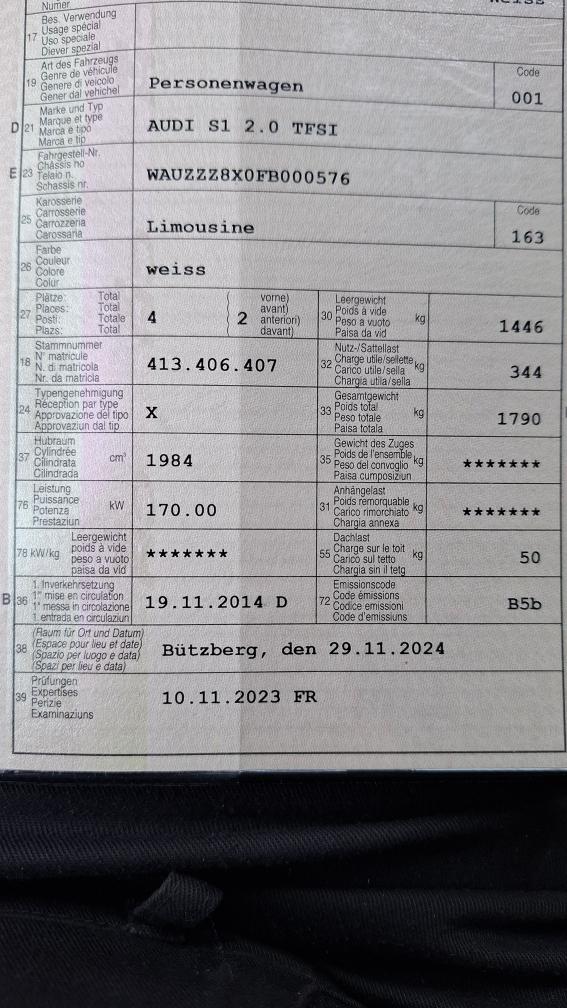 Numer
17 Bes. Verwendung
Usage spécial
Uso speciale
Diever spezial
19 Art des Fahrzeugs
Genre de véhicule
Genere di veicolo
Gener dal vehichel
Personenwagen
Code
001
D 21 Marke und Typ
Marque et type
Marca e tipo
Marca e tip
AUDI S1 2.0 TFSI
E 23 Fahrgestell-Nr.
Châssis no
Telaio n.
Schassis nr.
WAUZZZ8X0FB000576
25 Karosserie
Carrosserie
Carrozzeria
Carossaria
Limousine
Code
163
26 Farbe
Couleur
Colore
Colur
weiss
27 Plätze: Total
Places: Total
Posti: Totale
Plazs: Total
4
vorne)
avant)
anteriori)
davant)
2
30 Leergewicht
Poids à vide
Peso a vuoto
Paisa da vid
kg
1446
18 Stammnummer
N° matricule
N. di matricola
Nr. da matricla
413.406.407
32 Nutz-/Sattellast
Charge utile/sellette
Carico utile/sella
Chargia utila/sella
kg
344
24 Typengenehmigung
Réception par type
Approvazione del tipo
Approvaziun dal tip
X
33 Gesamtgewicht
Poids total
Peso totale
Paisa totala
kg
1790
37 Hubraum
Cylindrée
Cilindrata
Cilindrada
cm³
1984
35 Gewicht des Zuges
Poids de l'ensemble
Peso del convoglio
Paisa cumposiziun
kg
*******
76 Leistung
Puissance
Potenza
Prestaziun
kW
170.00
31 Anhängelast
Poids remorquable
Carico rimorchiato
Chargia annexa
kg
*******
78 kW/kg
Leergewicht
poids à vide
peso a vuoto
paisa da vid
*******
55 Dachlast
Charge sur le toit
Carico sul tetto
Chargia sin il tetg
kg
50
B 36 1. Inverkehrsetzung
1re mise en circulation
1a messa in circolazione
1. entrada en circulaziun
19.11.2014 D
72 Emissionscode
Code émissions
Codice emissioni
Code d'emissiuns
B5b
38 (Raum für Ort und Datum)
(Espace pour lieu et date)
(Spazio per luogo e data)
(Spazi per lieu e data)
Bützberg, den 29.11.2024
39 Prüfungen
Expertises
Perizie
Examinaziuns
10.11.2023 FR